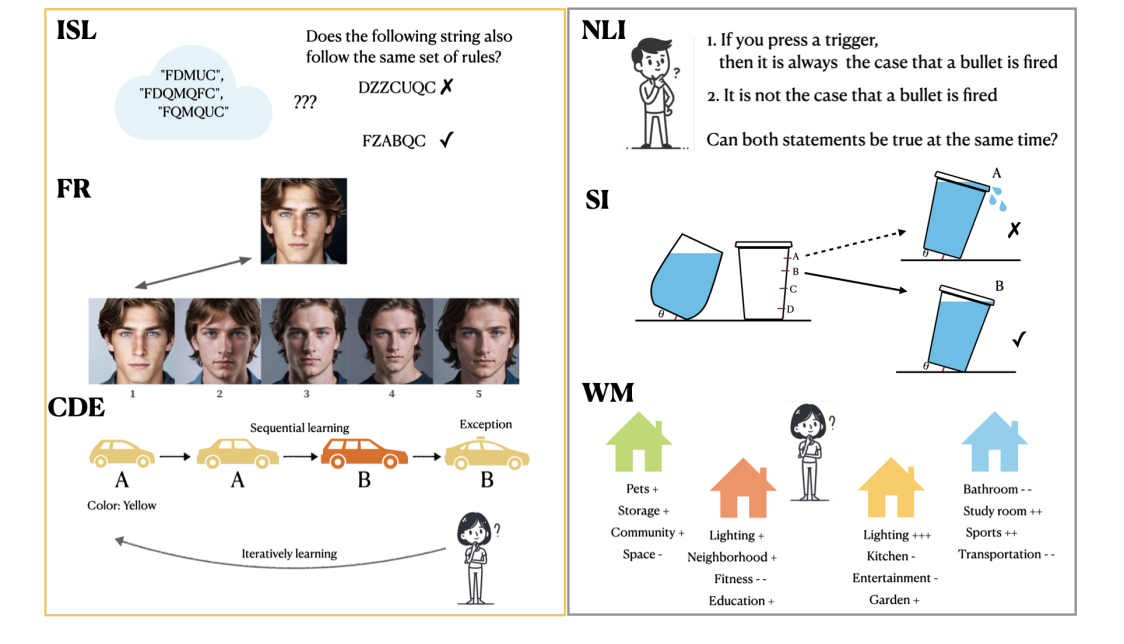 ISL
"FDMUC",
"FDQMQFC",
"FQMQUC"
???
Does the following string also
follow the same set of rules?
DZZCUQC ✗
FZABQC ✓
FR
1 2 3 4 5
CDE
Sequential learning
Exception
A A B B
Color: Yellow
Iteratively learning
?
NLI
?
1. If you press a trigger,
then it is always the case that a bullet is fired
2. It is not the case that a bullet is fired
Can both statements be true at the same time?
SI
θ
A
B
C
D
A
θ
✗
B
θ
✓
WM
?
Pets +
Storage +
Community +
Space -
Lighting +
Neighborhood +
Fitness - -
Education +
Lighting +++
Kitchen -
Entertainment -
Garden +
Bathroom - -
Study room ++
Sports ++
Transportation - -